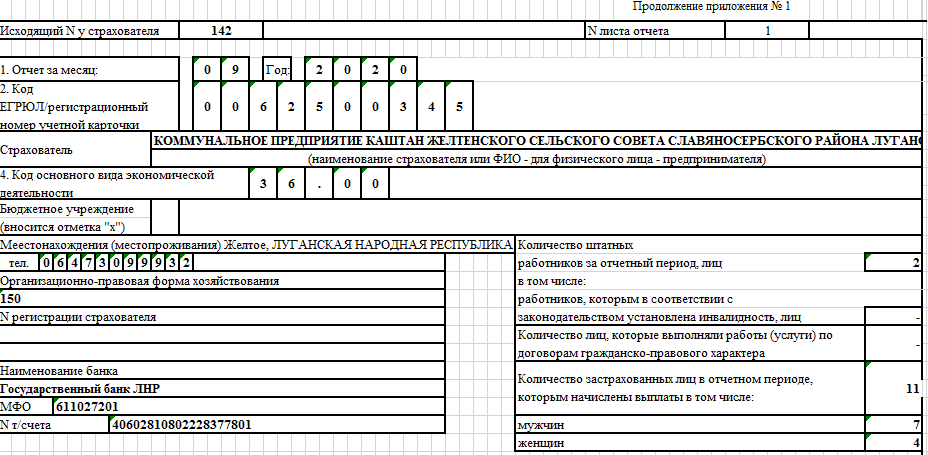 Продолжение приложения № 1
Исходящий N у страхователя 142 N листа отчета 1
1. Отчет за месяц: 0 9 Год: 2 0 2 0
2. Код
ЕГРЮЛ/регистрационный
номер учетной карточки
0 0 6 2 5 0 0 3 4 5
Страхователь
КОММУНАЛЬНОЕ ПРЕДПРИЯТИЕ КАШТАН ЖЕЛТЕНСКОГО СЕЛЬСКОГО СОВЕТА СЛАВЯНОСЕРБСКОГО РАЙОНА ЛУГАНС
(наименование страхователя или ФИО - для физического лица - предпринимателя)
4. Код основного вида экономической
деятельности
3 6 . 0 0
Бюджетное учреждение
(вносится отметка "х")
Меестонахождения (местопроживания) Желтое, ЛУГАНСКАЯ НАРОДНАЯ РЕСПУБЛИКА
тел. 0 6 4 7 3 0 9 9 9 3 2
Организационно-правовая форма хозяйствования
150
N регистрации страхователя
Наименование банка
Государственный банк ЛНР
МФО 611027201
N т/счета 40602810802228377801
Количество штатных
работников за отчетный период, лиц 2
в том числе:
работников, которым в соответствии с
законодательством установлена инвалидность, лиц -
Количество лиц, которые выполняли работы (услуги) по
договорам гражданско-правового характера -
Количество застрахованных лиц в отчетном периоде,
которым начислены выплаты в том числе: 11
мужчин 7
женщин 4